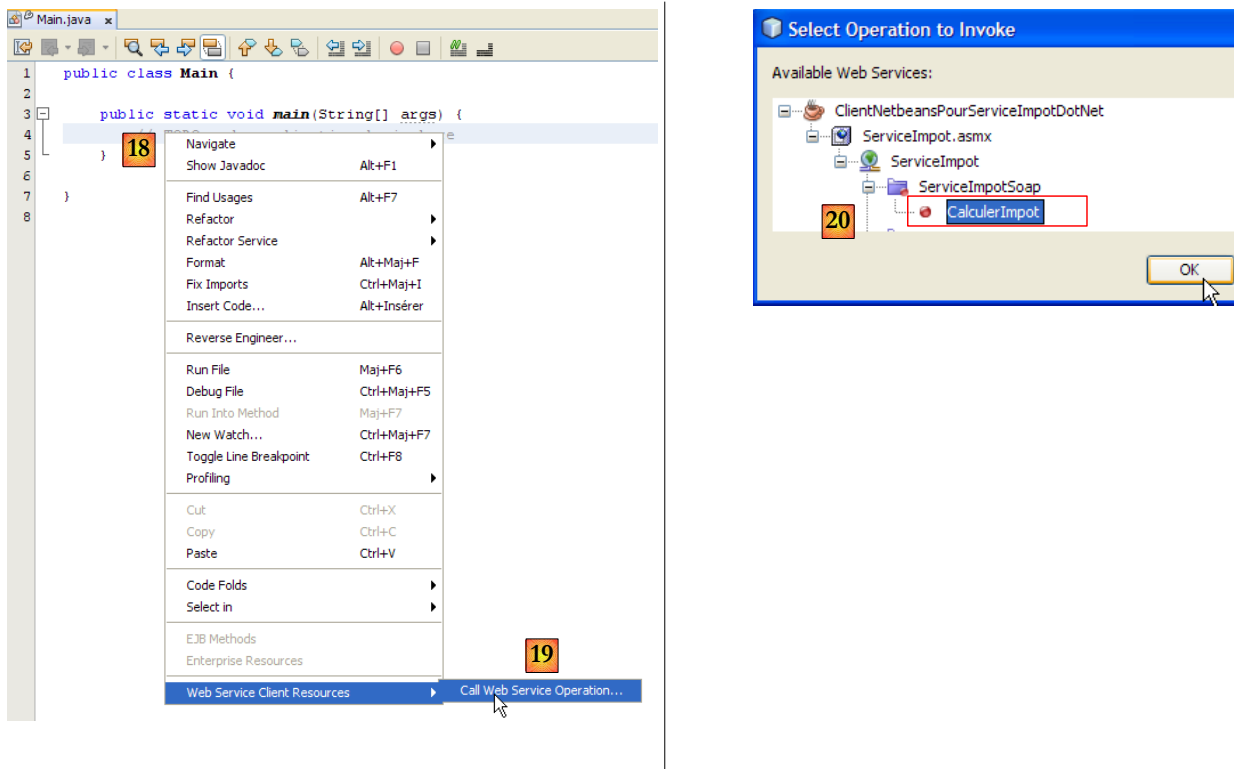 Main.java x
1 public class Main {
2
3 public static void main(String[] args) {
4
18
5 }
6
7 }
8
Navigate
Show Javadoc Alt+F1
Find Usages Alt+F7
Refactor
Refactor Service
Format Alt+Maj+F
Fix Imports Ctrl+Maj+I
Insert Code... Alt+Insérer
Reverse Engineer...
Run File Maj+F6
Debug File Ctrl+Maj+F5
Run Into Method Maj+F7
New Watch... Ctrl+Maj+F7
Toggle Line Breakpoint Ctrl+F8
Profiling
Cut Ctrl+X
Copy Ctrl+C
Paste Ctrl+V
Code Folds
Select in
EJB Methods
Enterprise Resources
19
Web Service Client Resources Call Web Service Operation...
Select Operation to Invoke
Available Web Services:
ClientNetbeansPourServiceImpotDotNet
ServiceImpot.asmx
ServiceImpot
ServiceImpotSoap
20 CalculerImpot
OK